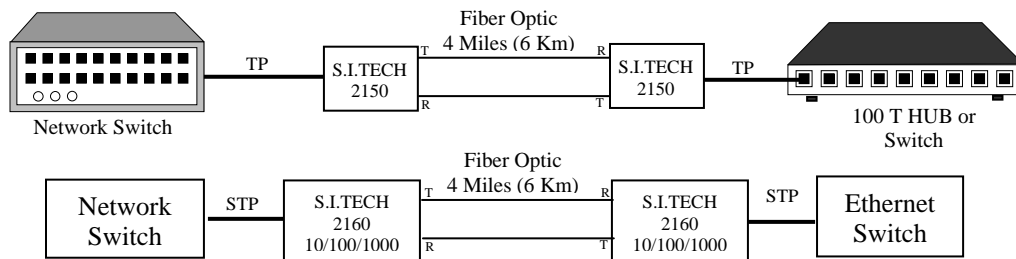 Fiber Optic
4 Miles (6 Km)
T
R
TP
S.I.TECH
2150
S.I.TECH
2150
TP
R
T
Network Switch
100 T HUB or
Switch
Fiber Optic
4 Miles (6 Km)
Network
Switch
STP
S.I.TECH
2160
10/100/1000
T
R
R
T
S.I.TECH
2160
10/100/1000
STP
Ethernet
Switch